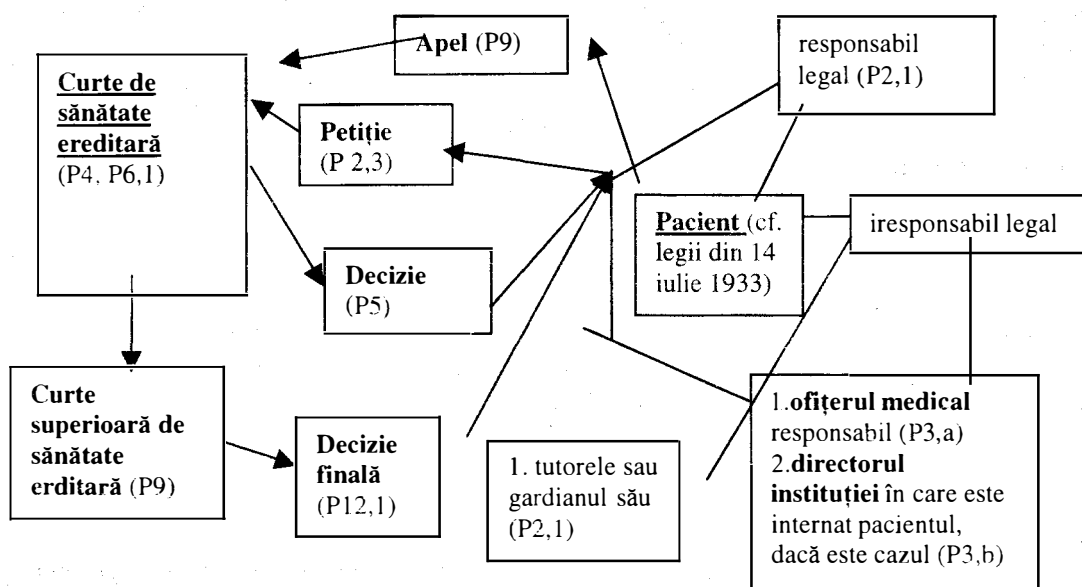 Apel (P9)
responsabil
legal (P2,1)
Curte de
sănătate
ereditară
(P4, P6,1)
Petiție
(P 2,3)
Pacient (cf.
legii din 14
iulie 1933)
iresponsabil legal
Decizie
(P5)
Curte
superioară de
sănătate
erditară (P9)
Decizie
finală
(P12,1)
1. tutorele sau
gardianul său
(P2,1)
1.ofițerul medical
responsabil (P3,a)
2.directorul
instituției în care este
internat pacientul,
dacă este cazul (P3,b)